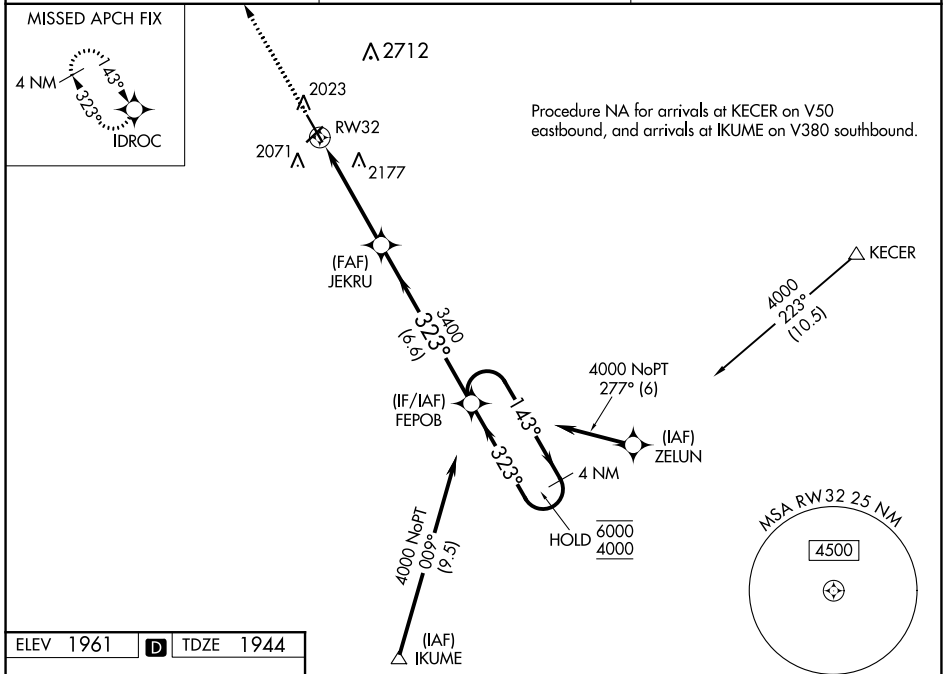 MISSED APCH FIX
4 NM
143°
323°
IDROC
2712
2023
RW32
2071
2177
Procedure NA for arrivals at KECER on V50
eastbound, and arrivals at IKUME on V380 southbound.
(FAF)
JEKRU
KECER
4000
223°
(10.5)
3400
323°
(6.6)
4000 NoPT
277° (6)
(IF/IAF)
FEPOB
143°
323°
(IAF)
ZELUN
4 NM
HOLD
6000
4000
4000 NoPT
009°
(9.5)
(IAF)
IKUME
MSA RW32 25 NM
4500
ELEV 1961 D TDZE 1944